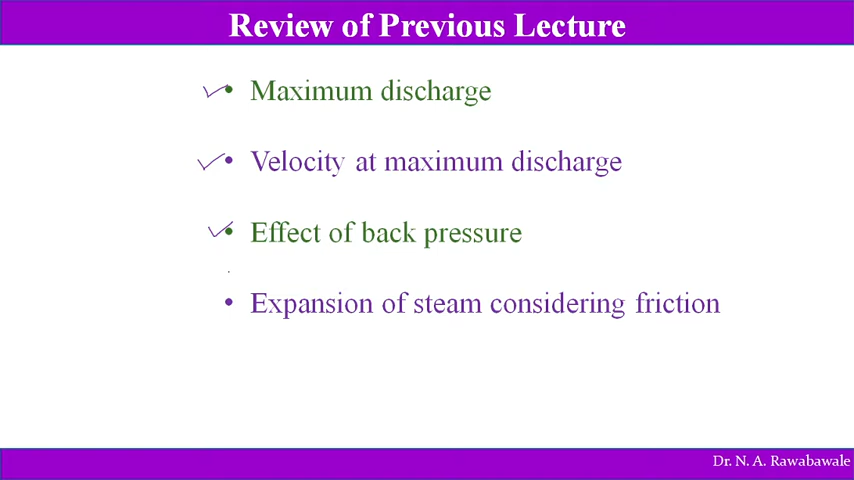 Review of Previous Lecture
• Maximum discharge
• Velocity at maximum discharge
• Effect of back pressure
• Expansion of steam considering friction
Dr. N. A. Rawabawale